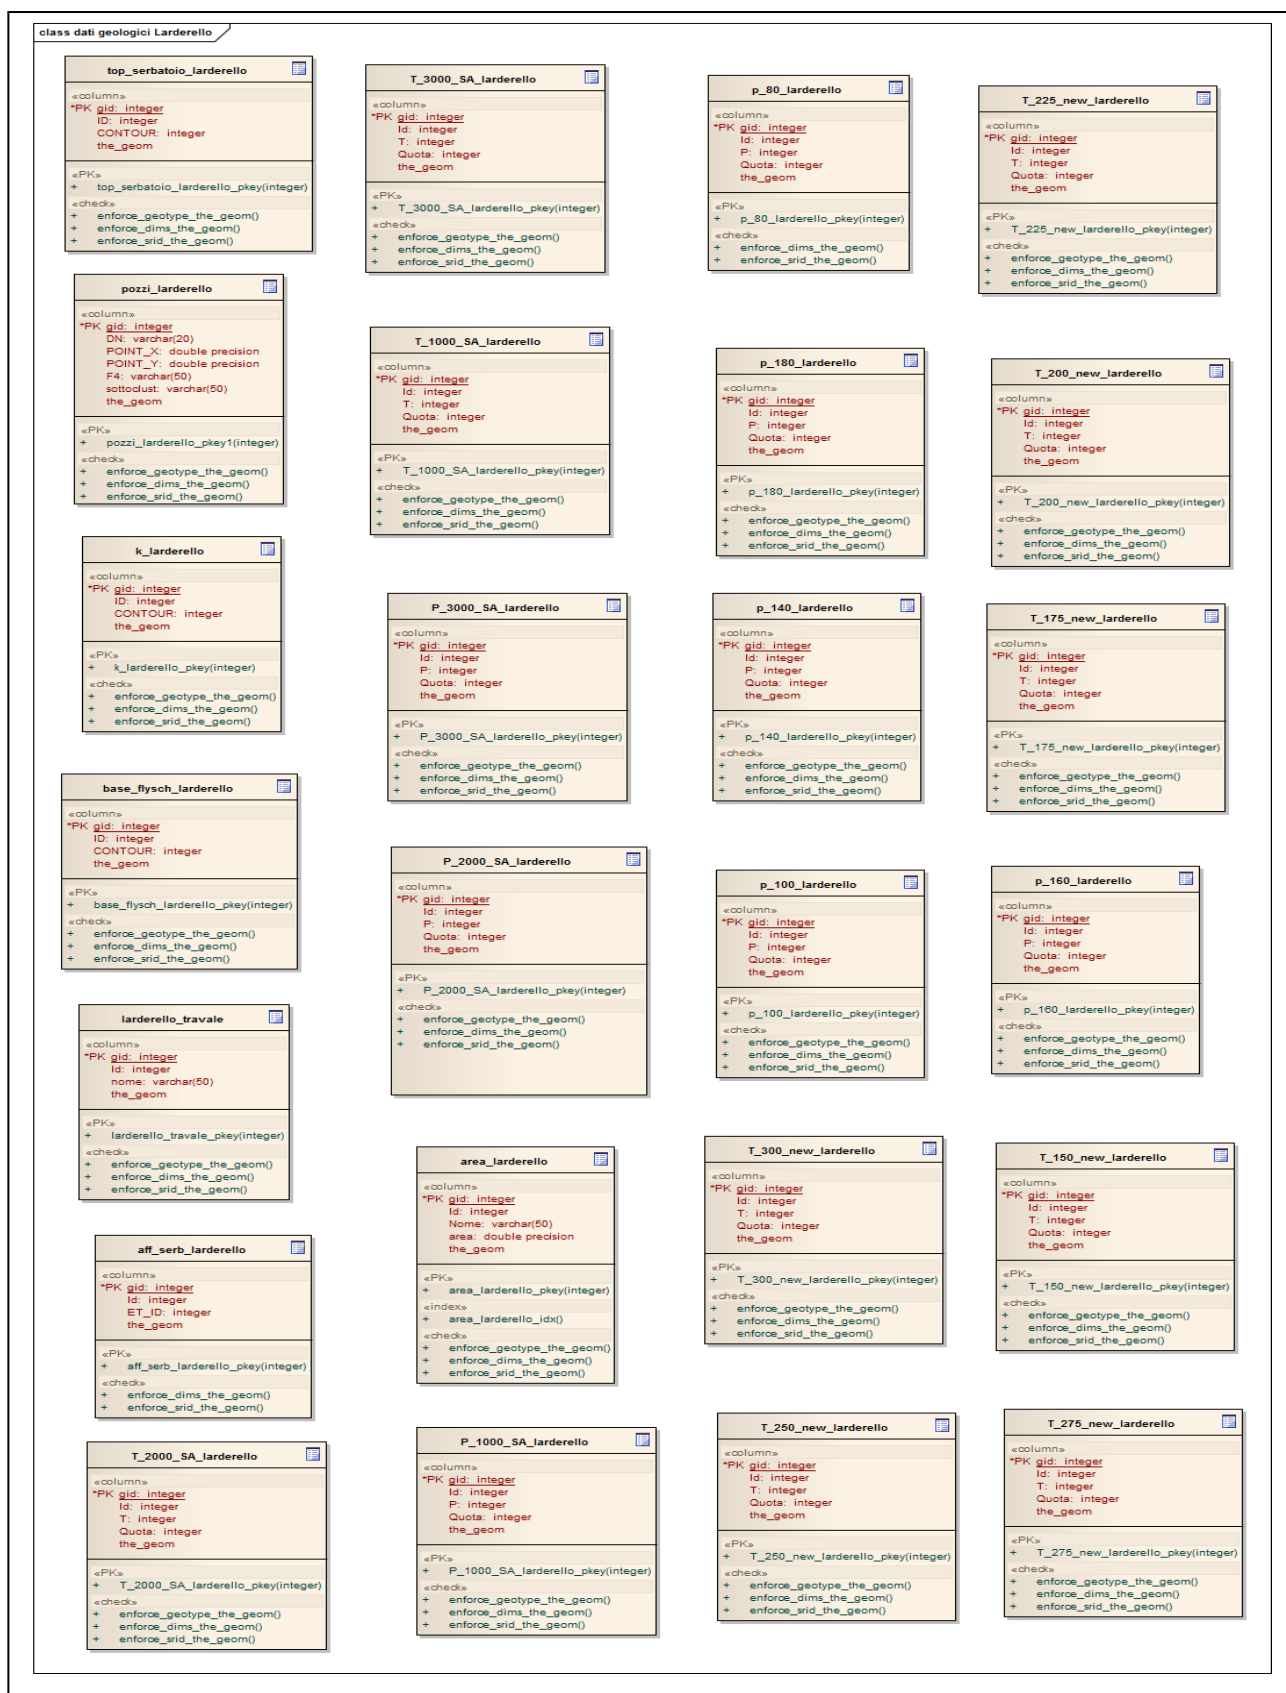 class dati geologici Larderello
top_serbatoio_larderello
«column»
*PK gid: integer
ID: integer
CONTOUR: integer
the_geom
«PK»
+ top_serbatoio_larderello_pkey(integer)
«check»
+ enforce_geotype_the_geom()
+ enforce_dims_the_geom()
+ enforce_srid_the_geom()
pozzi_larderello
«column»
*PK gid: integer
DN: varchar(20)
POINT_X: double precision
POINT_Y: double precision
F4: varchar(50)
sottoclust: varchar(50)
the_geom
«PK»
+ pozzi_larderello_pkey1(integer)
«check»
+ enforce_geotype_the_geom()
+ enforce_dims_the_geom()
+ enforce_srid_the_geom()
k_larderello
«column»
*PK gid: integer
ID: integer
CONTOUR: integer
the_geom
«PK»
+ k_larderello_pkey(integer)
«check»
+ enforce_geotype_the_geom()
+ enforce_dims_the_geom()
+ enforce_srid_the_geom()
base_flysch_larderello
«column»
*PK gid: integer
ID: integer
CONTOUR: integer
the_geom
«PK»
+ base_flysch_larderello_pkey(integer)
«check»
+ enforce_geotype_the_geom()
+ enforce_dims_the_geom()
+ enforce_srid_the_geom()
larderello_travale
«column»
*PK gid: integer
Id: integer
nome: varchar(50)
the_geom
«PK»
+ larderello_travale_pkey(integer)
«check»
+ enforce_geotype_the_geom()
+ enforce_dims_the_geom()
+ enforce_srid_the_geom()
aff_serb_larderello
«column»
*PK gid: integer
Id: integer
ET_ID: integer
the_geom
«PK»
+ aff_serb_larderello_pkey(integer)
«check»
+ enforce_dims_the_geom()
+ enforce_srid_the_geom()
T_2000_SA_larderello
«column»
*PK gid: integer
Id: integer
T: integer
Quota: integer
the_geom
«PK»
+ T_2000_SA_larderello_pkey(integer)
«check»
+ enforce_geotype_the_geom()
+ enforce_dims_the_geom()
+ enforce_srid_the_geom()
T_3000_SA_larderello
«column»
*PK gid: integer
Id: integer
T: integer
Quota: integer
the_geom
«PK»
+ T_3000_SA_larderello_pkey(integer)
«check»
+ enforce_geotype_the_geom()
+ enforce_dims_the_geom()
+ enforce_srid_the_geom()
T_1000_SA_larderello
«column»
*PK gid: integer
Id: integer
T: integer
Quota: integer
the_geom
«PK»
+ T_1000_SA_larderello_pkey(integer)
«check»
+ enforce_geotype_the_geom()
+ enforce_dims_the_geom()
+ enforce_srid_the_geom()
P_3000_SA_larderello
«column»
*PK gid: integer
Id: integer
P: integer
Quota: integer
the_geom
«PK»
+ P_3000_SA_larderello_pkey(integer)
«check»
+ enforce_geotype_the_geom()
+ enforce_dims_the_geom()
+ enforce_srid_the_geom()
P_2000_SA_larderello
«column»
*PK gid: integer
Id: integer
P: integer
Quota: integer
the_geom
«PK»
+ P_2000_SA_larderello_pkey(integer)
«check»
+ enforce_geotype_the_geom()
+ enforce_dims_the_geom()
+ enforce_srid_the_geom()
area_larderello
«column»
*PK gid: integer
Id: integer
Nome: varchar(50)
area: double precision
the_geom
«PK»
+ area_larderello_pkey(integer)
«index»
+ area_larderello_idx()
«check»
+ enforce_geotype_the_geom()
+ enforce_dims_the_geom()
+ enforce_srid_the_geom()
P_1000_SA_larderello
«column»
*PK gid: integer
Id: integer
P: integer
Quota: integer
the_geom
«PK»
+ P_1000_SA_larderello_pkey(integer)
«check»
+ enforce_geotype_the_geom()
+ enforce_dims_the_geom()
+ enforce_srid_the_geom()
p_80_larderello
«column»
*PK gid: integer
Id: integer
P: integer
Quota: integer
the_geom
«PK»
+ p_80_larderello_pkey(integer)
«check»
+ enforce_dims_the_geom()
+ enforce_srid_the_geom()
p_180_larderello
«column»
*PK gid: integer
Id: integer
P: integer
Quota: integer
the_geom
«PK»
+ p_180_larderello_pkey(integer)
«check»
+ enforce_geotype_the_geom()
+ enforce_dims_the_geom()
+ enforce_srid_the_geom()
p_140_larderello
«column»
*PK gid: integer
Id: integer
P: integer
Quota: integer
the_geom
«PK»
+ p_140_larderello_pkey(integer)
«check»
+ enforce_geotype_the_geom()
+ enforce_dims_the_geom()
+ enforce_srid_the_geom()
p_100_larderello
«column»
*PK gid: integer
Id: integer
P: integer
Quota: integer
the_geom
«PK»
+ p_100_larderello_pkey(integer)
«check»
+ enforce_geotype_the_geom()
+ enforce_dims_the_geom()
+ enforce_srid_the_geom()
T_300_new_larderello
«column»
*PK gid: integer
Id: integer
T: integer
Quota: integer
the_geom
«PK»
+ T_300_new_larderello_pkey(integer)
«check»
+ enforce_geotype_the_geom()
+ enforce_dims_the_geom()
+ enforce_srid_the_geom()
T_250_new_larderello
«column»
*PK gid: integer
Id: integer
T: integer
Quota: integer
the_geom
«PK»
+ T_250_new_larderello_pkey(integer)
«check»
+ enforce_geotype_the_geom()
+ enforce_dims_the_geom()
+ enforce_srid_the_geom()
T_225_new_larderello
«column»
*PK gid: integer
Id: integer
T: integer
Quota: integer
the_geom
«PK»
+ T_225_new_larderello_pkey(integer)
«check»
+ enforce_geotype_the_geom()
+ enforce_dims_the_geom()
+ enforce_srid_the_geom()
T_200_new_larderello
«column»
*PK gid: integer
Id: integer
T: integer
Quota: integer
the_geom
«PK»
+ T_200_new_larderello_pkey(integer)
«check»
+ enforce_geotype_the_geom()
+ enforce_dims_the_geom()
+ enforce_srid_the_geom()
T_175_new_larderello
«column»
*PK gid: integer
Id: integer
T: integer
Quota: integer
the_geom
«PK»
+ T_175_new_larderello_pkey(integer)
«check»
+ enforce_geotype_the_geom()
+ enforce_dims_the_geom()
+ enforce_srid_the_geom()
p_160_larderello
«column»
*PK gid: integer
Id: integer
P: integer
Quota: integer
the_geom
«PK»
+ p_160_larderello_pkey(integer)
«check»
+ enforce_geotype_the_geom()
+ enforce_dims_the_geom()
+ enforce_srid_the_geom()
T_150_new_larderello
«column»
*PK gid: integer
Id: integer
T: integer
Quota: integer
the_geom
«PK»
+ T_150_new_larderello_pkey(integer)
«check»
+ enforce_geotype_the_geom()
+ enforce_dims_the_geom()
+ enforce_srid_the_geom()
T_275_new_larderello
«column»
*PK gid: integer
Id: integer
T: integer
Quota: integer
the_geom
«PK»
+ T_275_new_larderello_pkey(integer)
«check»
+ enforce_geotype_the_geom()
+ enforce_dims_the_geom()
+ enforce_srid_the_geom()